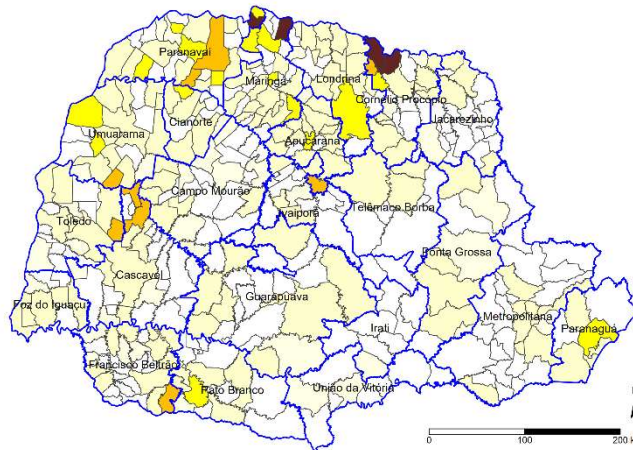 Paranavaí
Maringá
Londrina
Cornélio Procópio
Jacarezinho
Umuarama
Cianorte
Apucarana
Campo Mourão
Ivaiporã
Telêmaco Borba
Toledo
Ponta Grossa
Cascavel
Foz do Iguaçu
Guarapuava
Irati
Metropolitana
Paranaguá
Francisco Beltrão
Pato Branco
União da Vitória
0 100 200 k